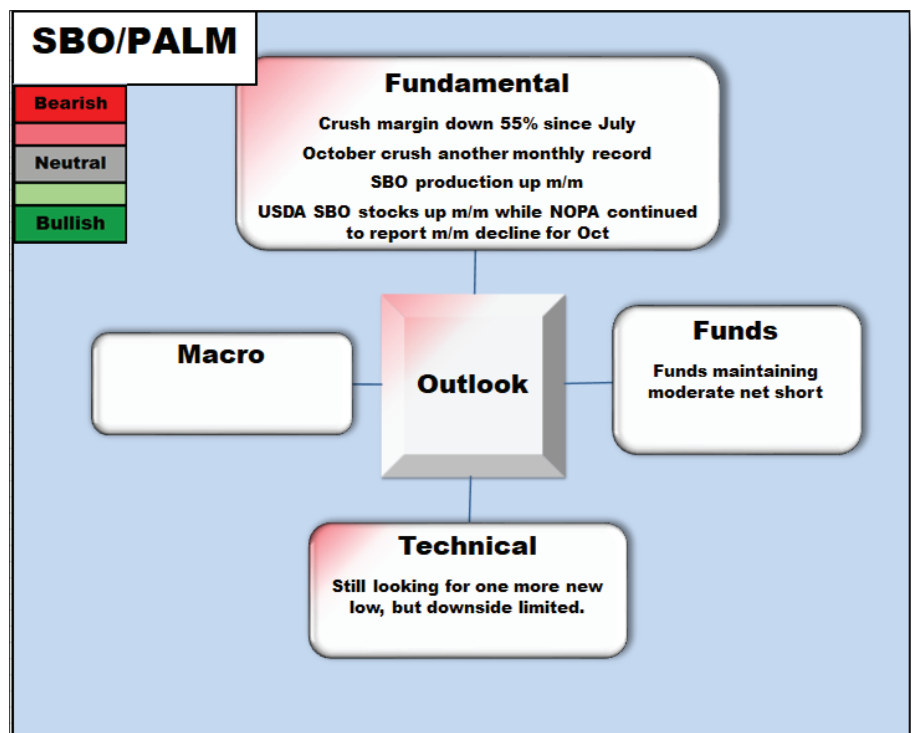 SBO/PALM
Bearish
Neutral
Bullish
Fundamental
Crush margin down 55% since July
October crush another monthly record
SBO production up m/m
USDA SBO stocks up m/m while NOPA continued
to report m/m decline for Oct
Macro
Outlook
Funds
Funds maintaining
moderate net short
Technical
Still looking for one more new
low, but downside limited.